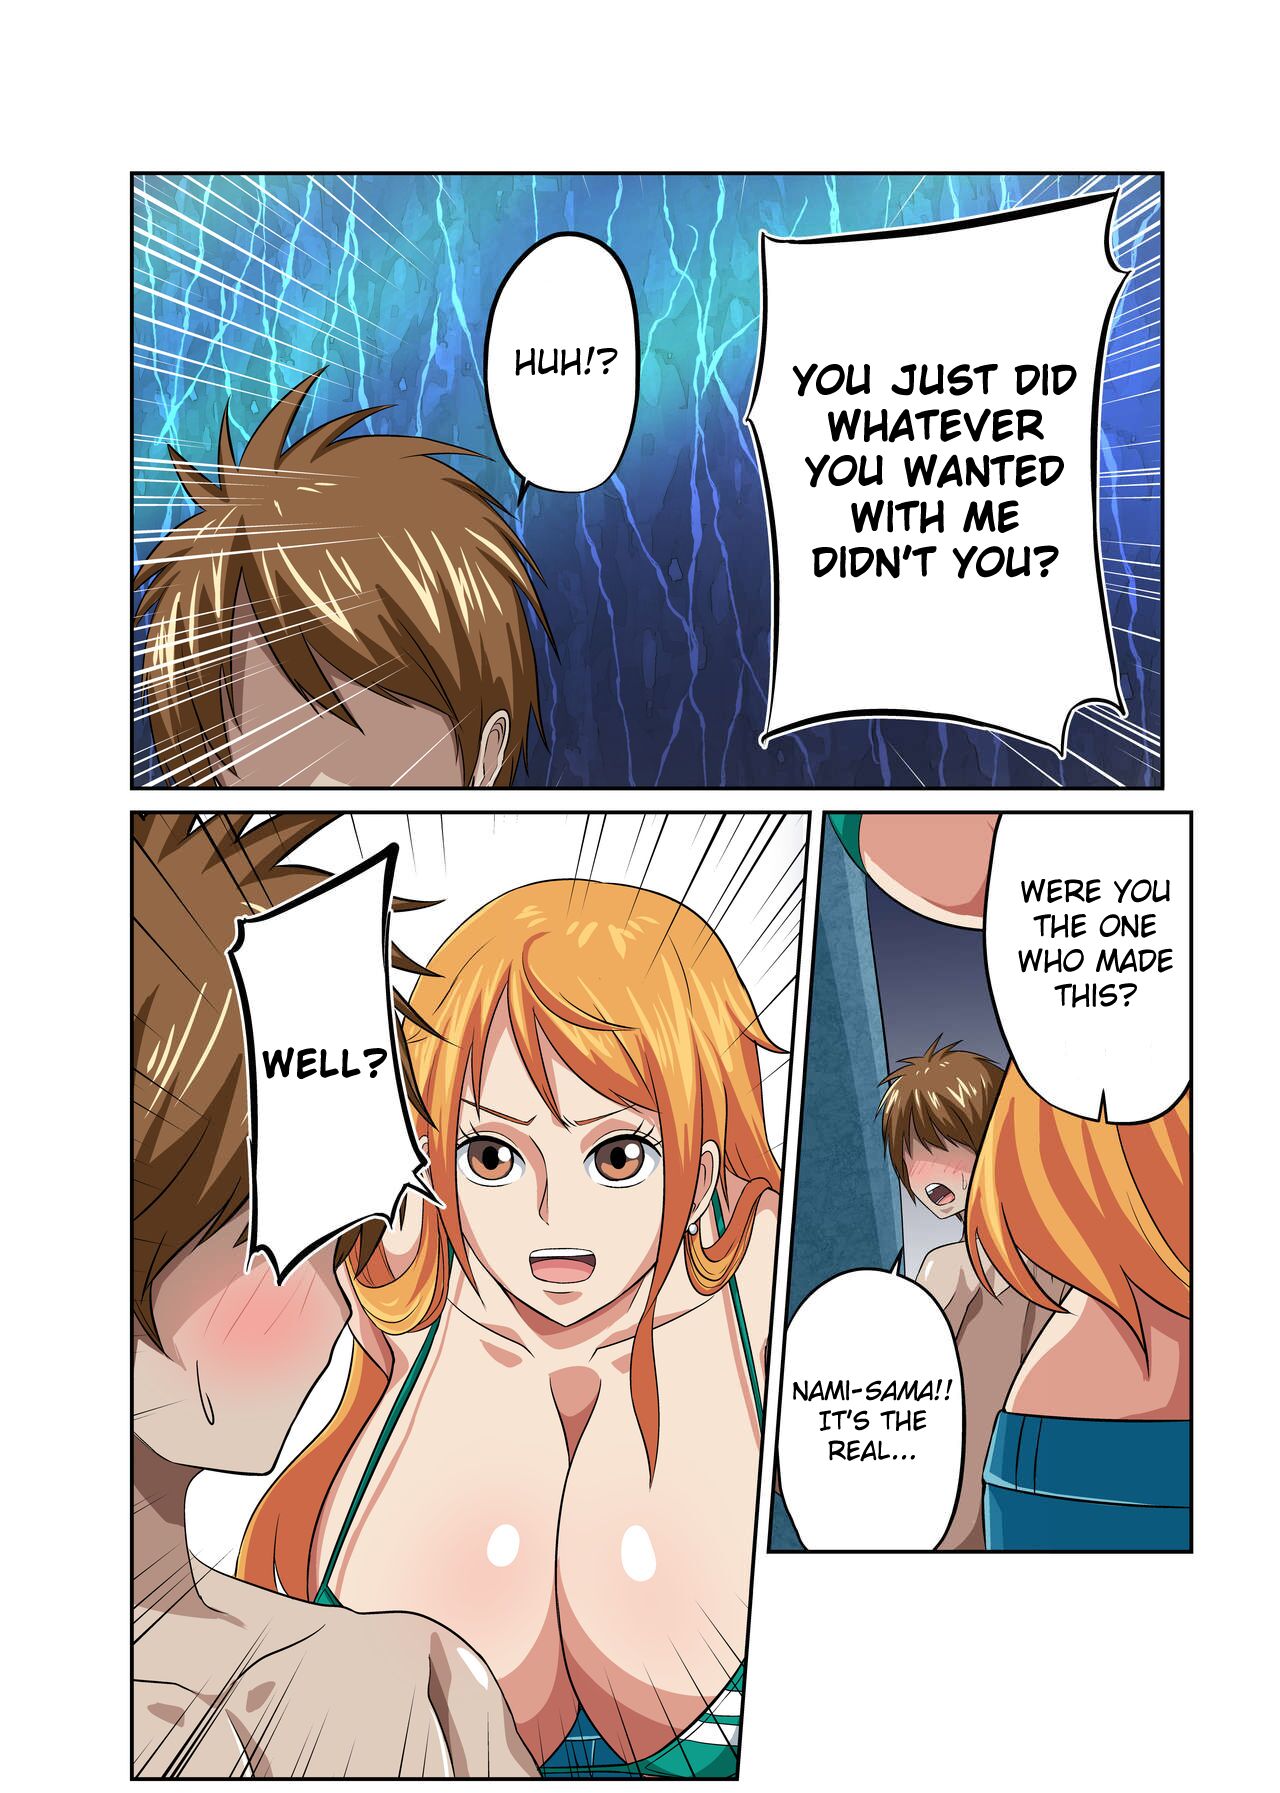 YOU JUST DID
WHATEVER
YOU WANTED
WITH ME
DIDN'T YOU?
HUH!?
WERE YOU
THE ONE
WHO MADE
THIS?
NAMI-SAMA!!
IT'S THE
REAL...
WELL?